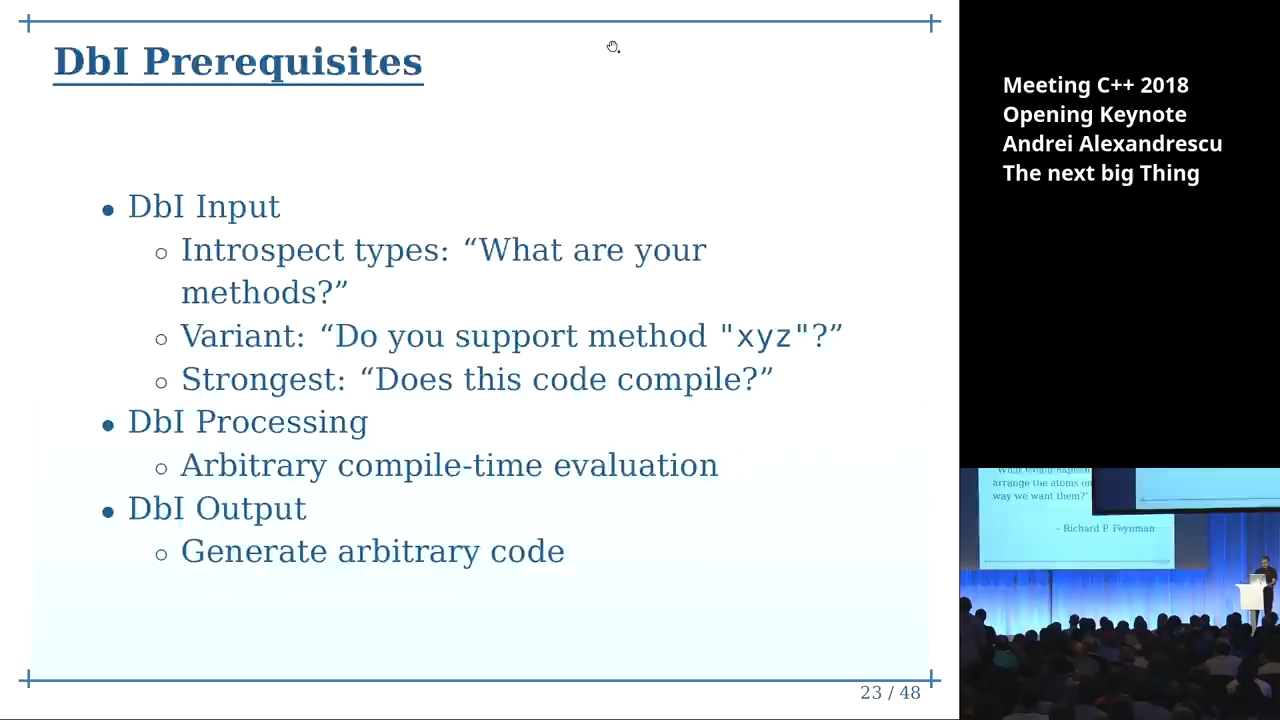 DbI Prerequisites
• DbI Input
○ Introspect types: “What are your
methods?”
○ Variant: “Do you support method "xyz"?”
○ Strongest: “Does this code compile?”
• DbI Processing
○ Arbitrary compile-time evaluation
• DbI Output
○ Generate arbitrary code
23 / 48
Meeting C++ 2018
Opening Keynote
Andrei Alexandrescu
The next big Thing
arrange the atoms on
way we want them?”
– Richard P. Feynman